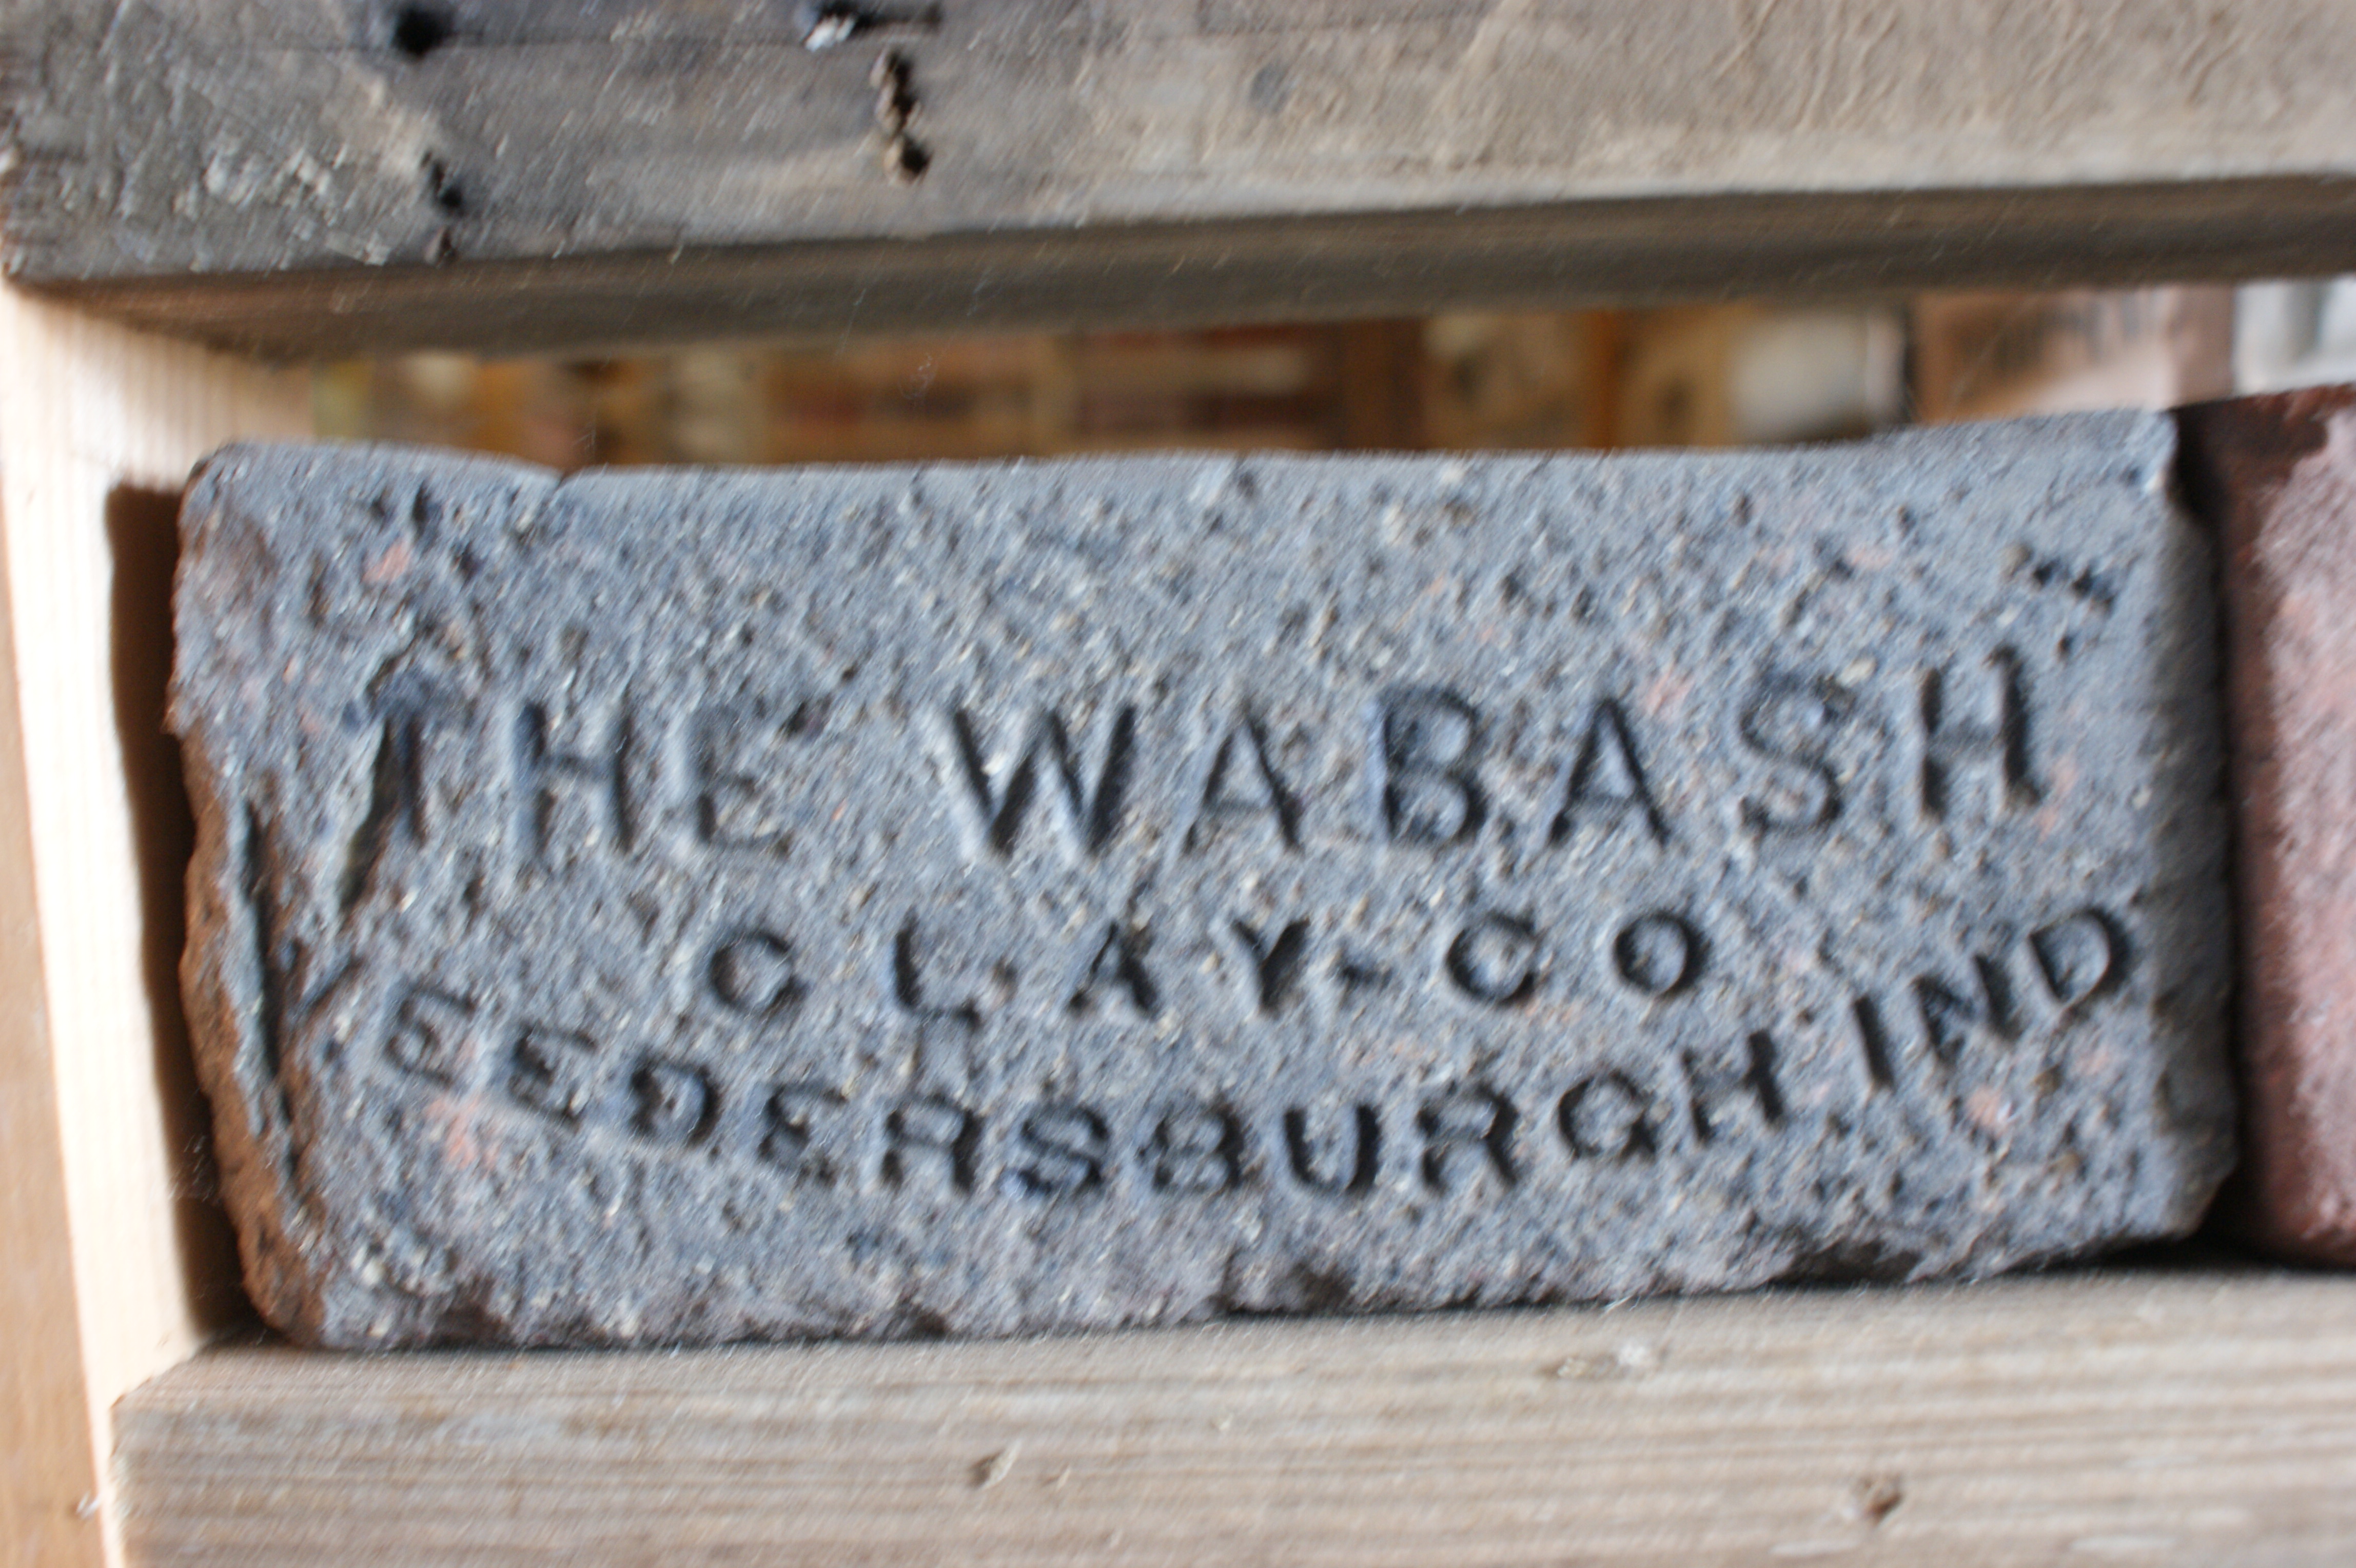 THE WABASH
CLAY-CO
VEEDERSBURGH IND